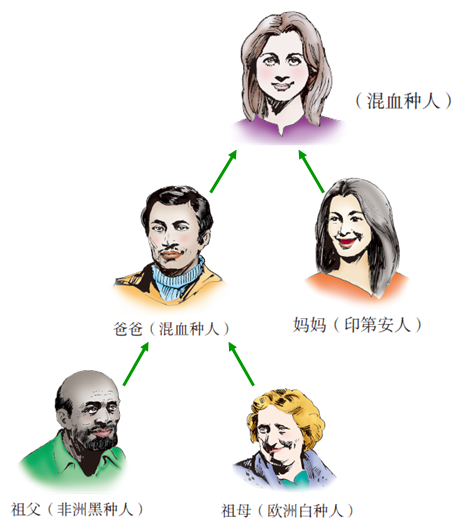 （混血种人）
爸爸（混血种人）
妈妈（印第安人）
祖父（非洲黑种人）
祖母（欧洲白种人）